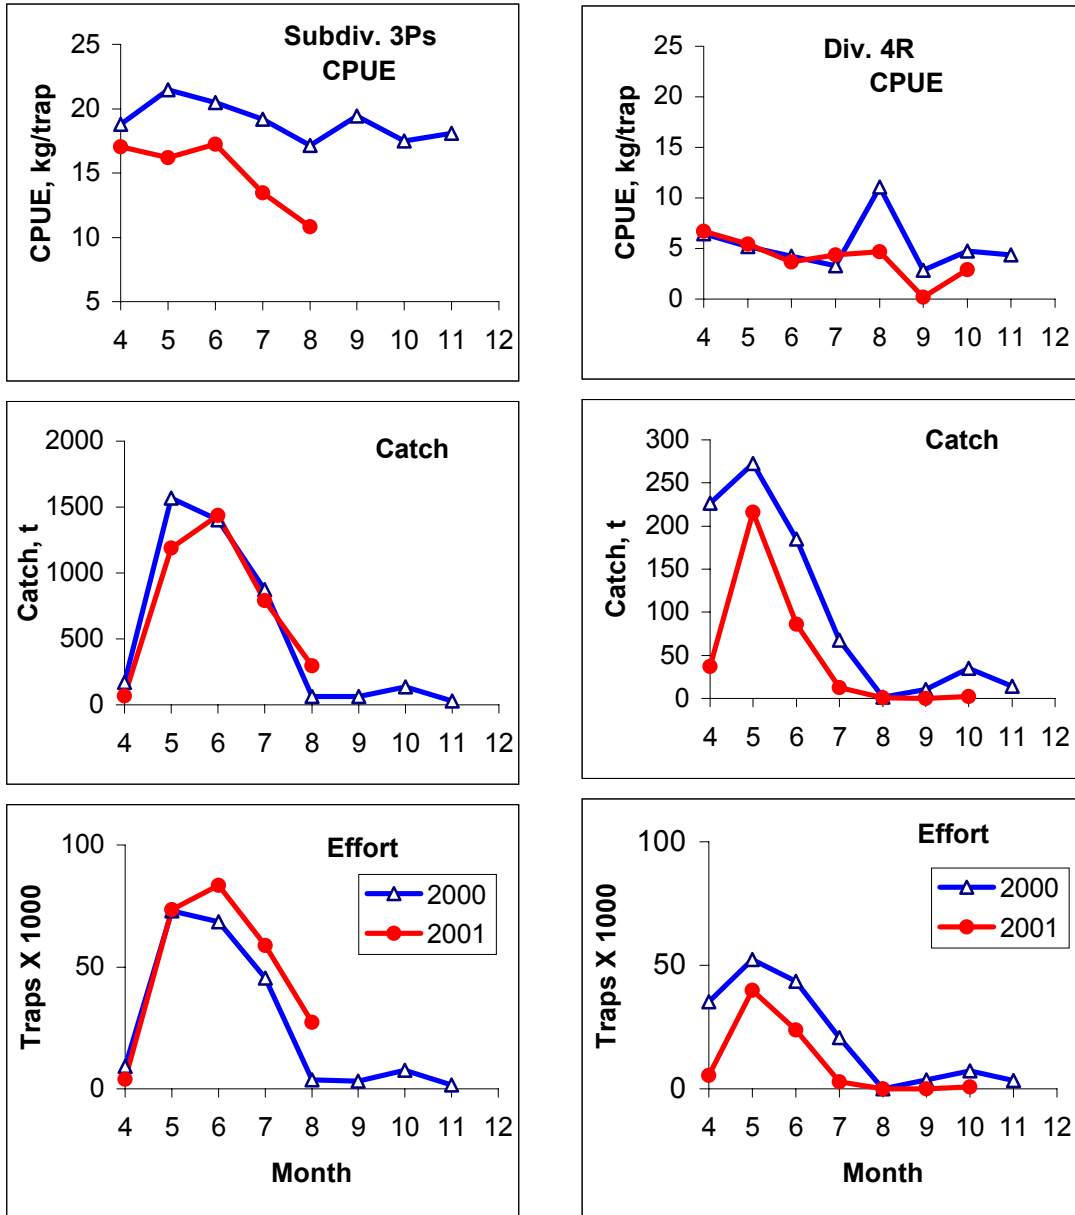 Subdiv. 3Ps
CPUE
CPUE, kg/trap
25
20
15
10
5
4 5 6 7 8 9 10 11 12
Div. 4R
CPUE
CPUE, kg/trap
25
20
15
10
5
0
4 5 6 7 8 9 10 11 12
Catch
Catch, t
2000
1500
1000
500
0
4 5 6 7 8 9 10 11 12
Catch
Catch, t
300
250
200
150
100
50
0
4 5 6 7 8 9 10 11 12
Effort
2000
2001
Traps X 1000
100
50
0
4 5 6 7 8 9 10 11 12
Month
Effort
2000
2001
Traps X 1000
100
50
0
4 5 6 7 8 9 10 11 12
Month